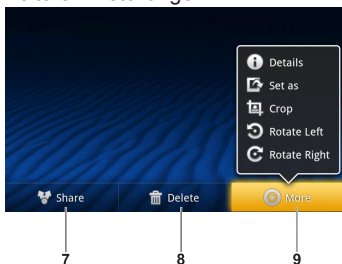 Details
Set as
Crop
Rotate Left
Rotate Right
Share Delete More
7 8 9